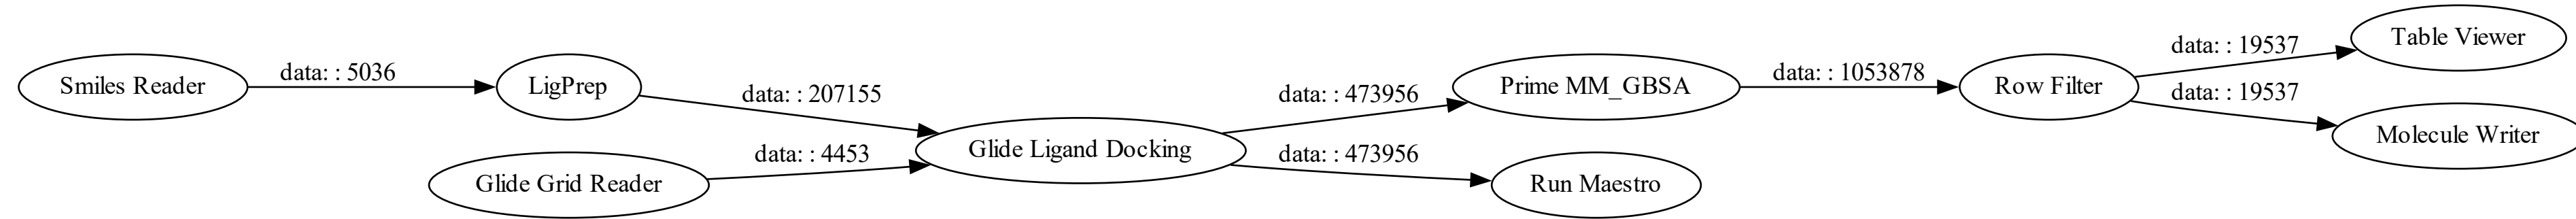 Smiles Reader
data: : 5036
LigPrep
data: : 207155
Glide Grid Reader
data: : 4453
Glide Ligand Docking
data: : 473956
data: : 473956
Prime MM_GBSA
Run Maestro
data: : 1053878
Row Filter
data: : 19537
data: : 19537
Table Viewer
Molecule Writer